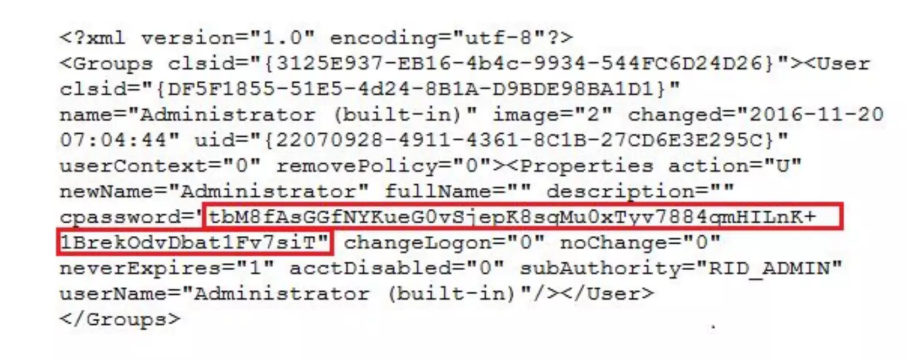 <?xml version="1.0" encoding="utf-8"?>
<Groups clsid="{3125E937-EB16-4b4c-9934-544FC6D24D26}"><User
clsid="{DF5F1855-51E5-4d24-8B1A-D9BDE98BA1D1}"
name="Administrator (built-in)" image="2" changed="2016-11-20
07:04:44" uid="{22070928-4911-4361-8C1B-27CD6E3E295C}"
userContext="0" removePolicy="0"><Properties action="U"
newName="Administrator" fullName="" description=""
cpassword="tbM8fAsGGfNYKueG0vSjepK8sqMu0xTyv7884qmHILnK+
1BrekOdvDbat1Fv7siT" changeLogon="0" noChange="0"
neverExpires="1" acctDisabled="0" subAuthority="RID_ADMIN"
userName="Administrator (built-in)"/></User>
</Groups>